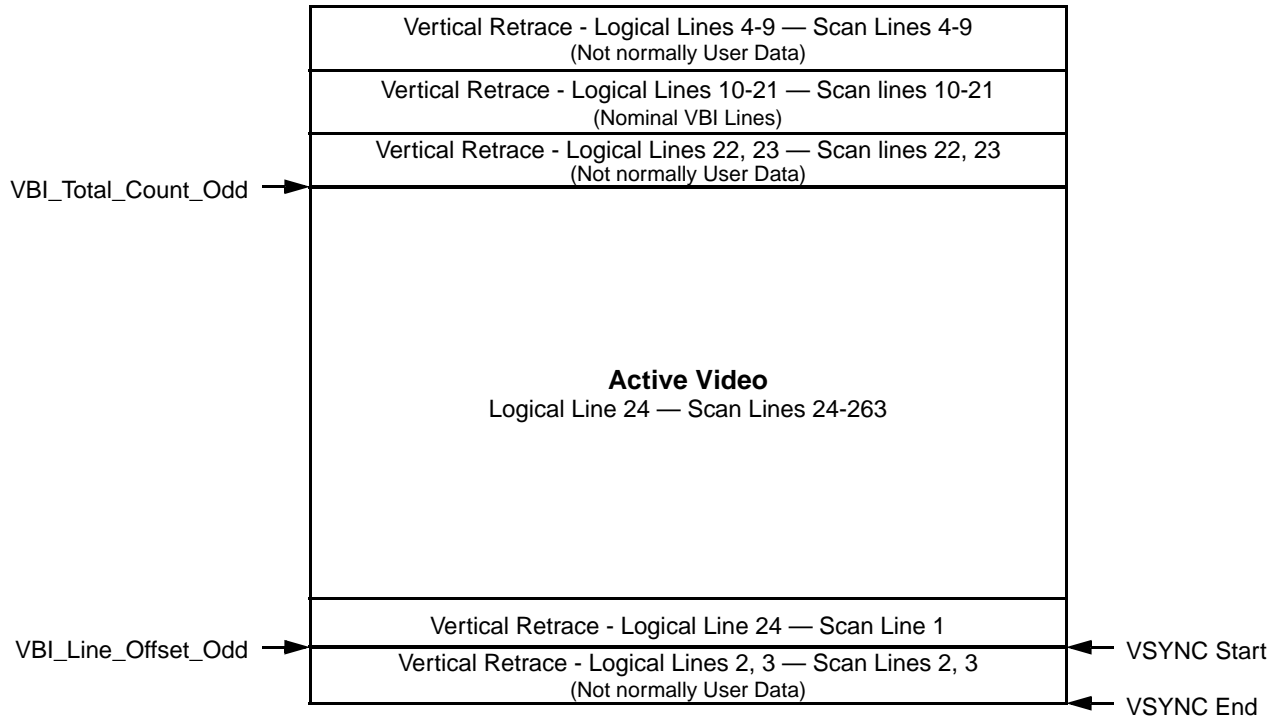 Vertical Retrace - Logical Lines 4-9 — Scan Lines 4-9
(Not normally User Data)
Vertical Retrace - Logical Lines 10-21 — Scan lines 10-21
(Nominal VBI Lines)
Vertical Retrace - Logical Lines 22, 23 — Scan lines 22, 23
(Not normally User Data)
VBI_Total_Count_Odd
Active Video
Logical Line 24 — Scan Lines 24-263
Vertical Retrace - Logical Line 24 — Scan Line 1
VBI_Line_Offset_Odd
VSYNC Start
Vertical Retrace - Logical Lines 2, 3 — Scan Lines 2, 3
(Not normally User Data)
VSYNC End